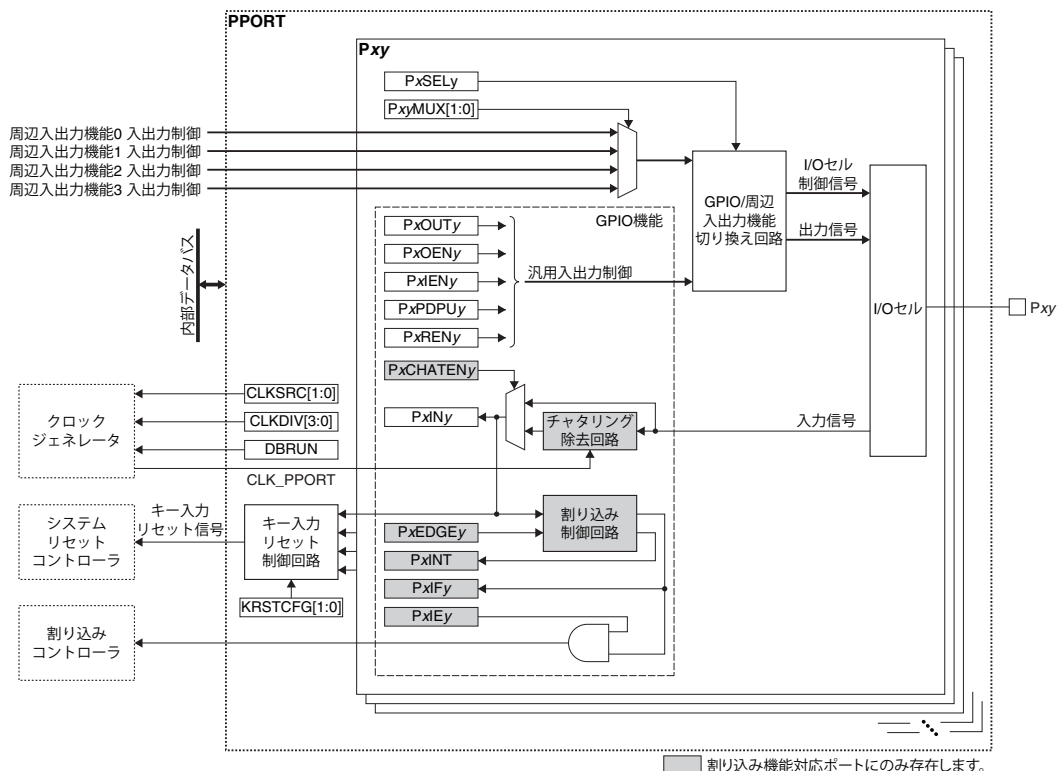 PPORT
Pxy
PxSELy
PxyMUX[1:0]
周辺入出力機能0 入出力制御
周辺入出力機能1 入出力制御
周辺入出力機能2 入出力制御
周辺入出力機能3 入出力制御
GPIO/周辺
入出力機能
切り換え回路
I/Oセル
制御信号
出力信号
I/Oセル
Pxy
GPIO機能
PxOUTy
PxOENy
PxIENy
PxPDPUy
PxRENy
汎用入出力制御
内部データバス
PxCHATENy
PxINy
チャタリング
除去回路
入力信号
クロック
ジェネレータ
CLKSRC[1:0]
CLKDIV[3:0]
DBRUN
CLK_PPORT
システム
リセット
コントローラ
キー入力
リセット信号
キー入力
リセット
制御回路
KRSTCFG[1:0]
PxEDGEy
PxINT
PxIFy
PxIEy
割り込み
制御回路
割り込み
コントローラ
割り込み機能対応ポートにのみ存在します。